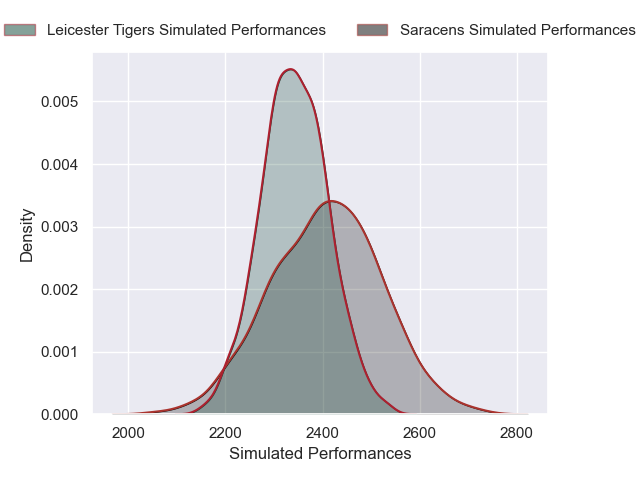 Leicester Tigers Simulated Performances Saracens Simulated Performances
0.005
0.004
0.003
0.002
0.001
0.000
Density
2000 2200 2400 2600 2800
Simulated Performances